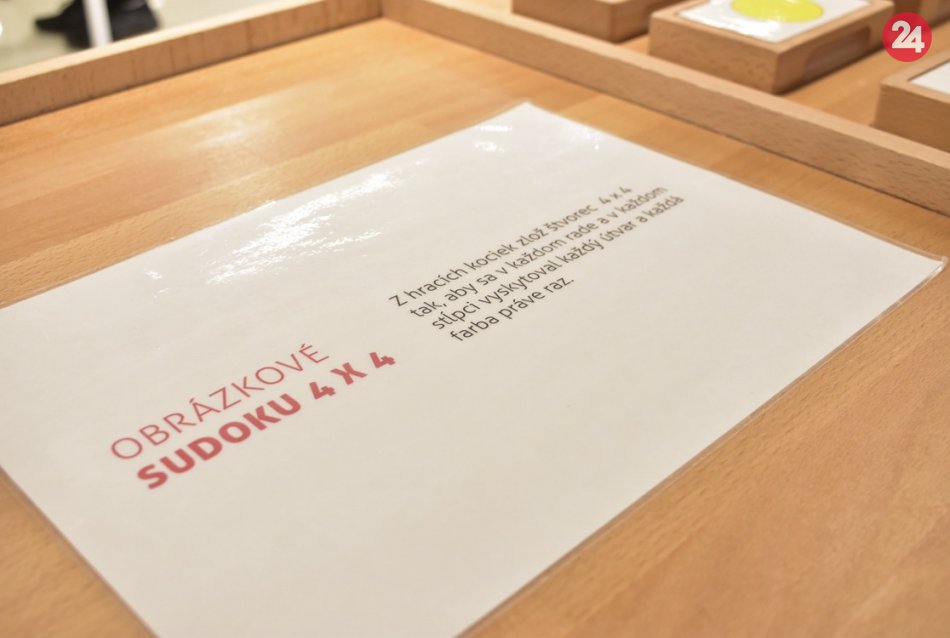 24
OBRÁZKOVÉ
SUDOKU 4 X 4
Z hracích kociek zlož štvorec 4 x 4
tak, aby sa v každom rade a v každom
stĺpci vyskytoval každý útvar a každá
farba práve raz.